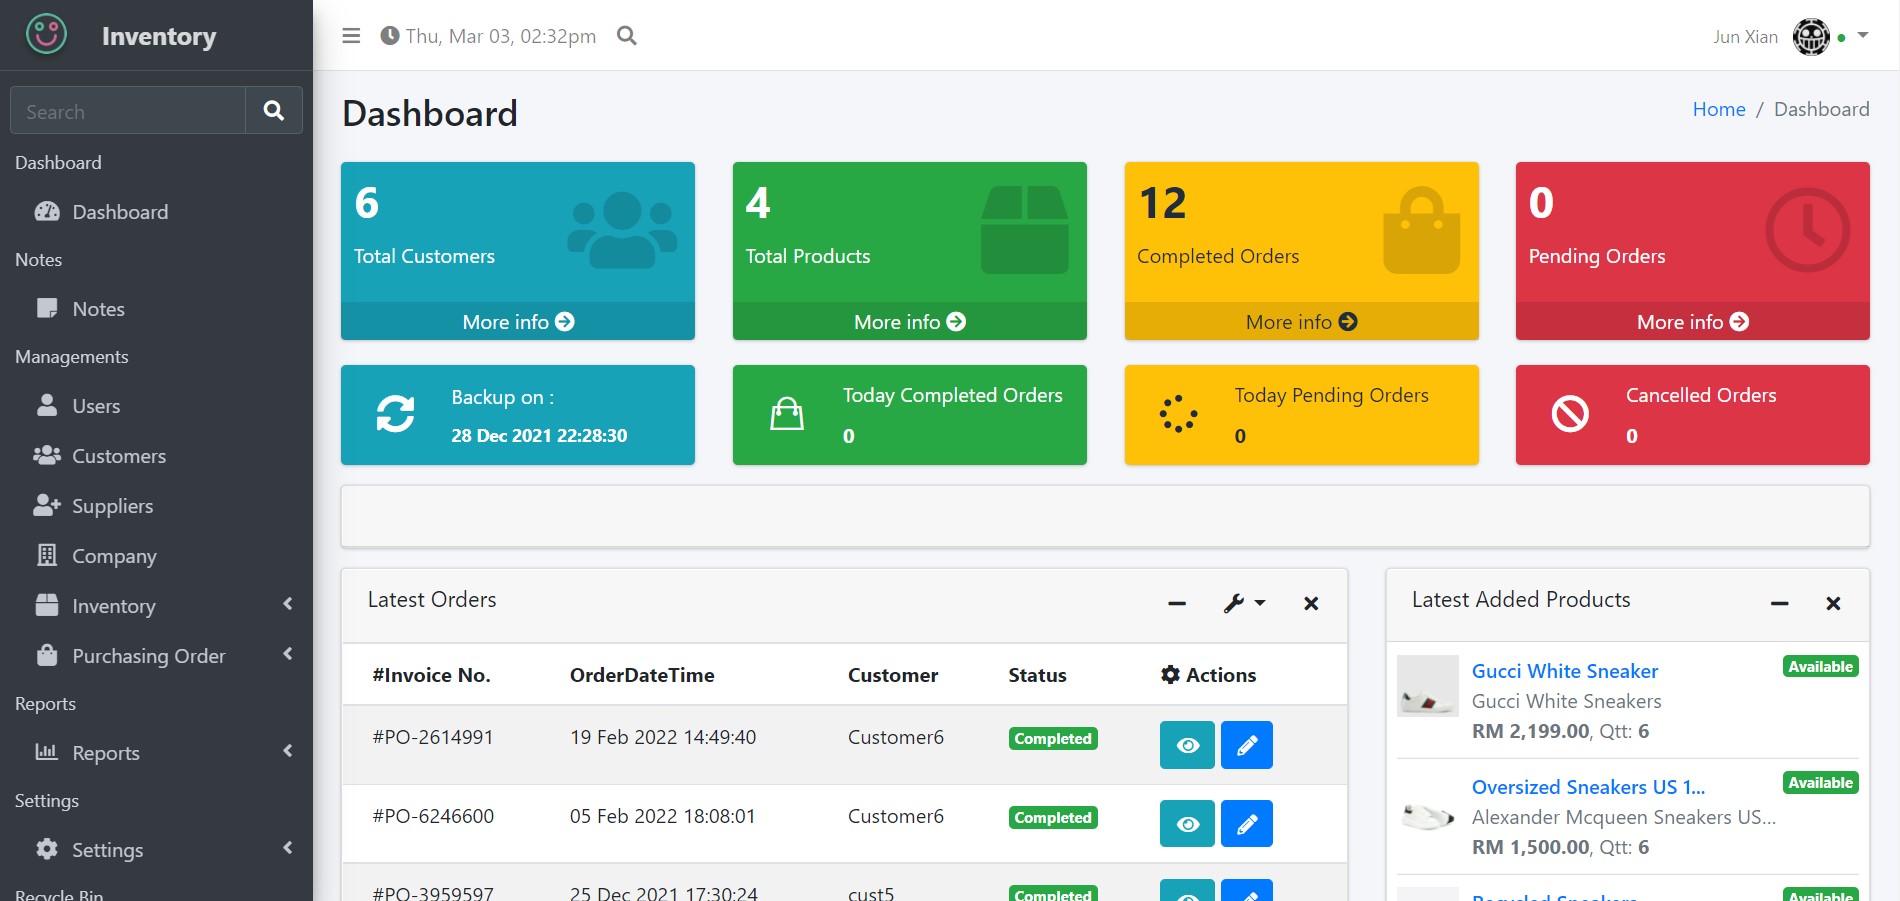 Inventory
Search
Dashboard
Dashboard
Notes
Notes
Managements
Users
Customers
Suppliers
Company
Inventory
Purchasing Order
Reports
Reports
Settings
Settings
Recycle Bin
Thu, Mar 03, 02:32pm
Jun Xian
Dashboard
Home / Dashboard
6
Total Customers
More info
4
Total Products
More info
12
Completed Orders
More info
0
Pending Orders
More info
Backup on :
28 Dec 2021 22:28:30
Today Completed Orders
0
Today Pending Orders
0
Cancelled Orders
0
Latest Orders
#Invoice No. OrderDateTime Customer Status Actions
#PO-2614991 19 Feb 2022 14:49:40 Customer6 Completed
#PO-6246600 05 Feb 2022 18:08:01 Customer6 Completed
#PO-3959597 25 Dec 2021 17:30:24 cust5 Completed
Latest Added Products
Gucci White Sneaker Available
Gucci White Sneakers
RM 2,199.00, Qtt: 6
Oversized Sneakers US 1... Available
Alexander Mcqueen Sneakers US...
RM 1,500.00, Qtt: 6
Recycled Sneakers Available